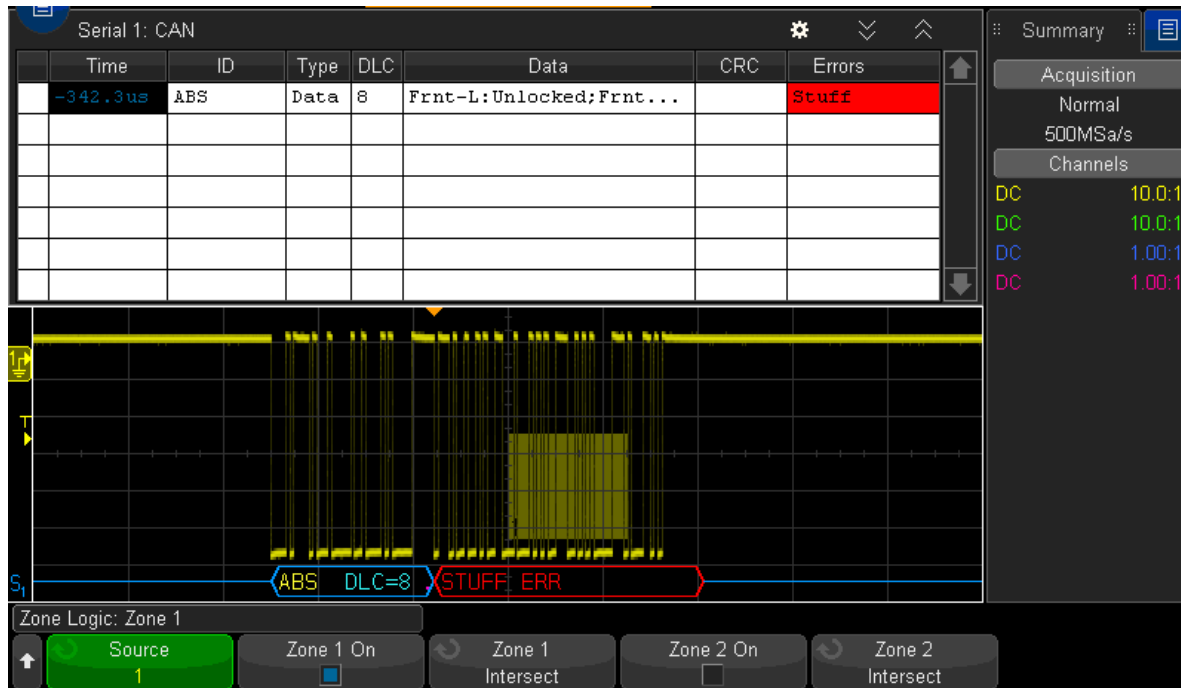 Serial 1: CAN
Time ID Type DLC Data CRC Errors
-342.3us ABS Data 8 Frnt-L:Unlocked;Frnt... Stuff
Summary
Acquisition
Normal
500MSa/s
Channels
DC 10.0:1
DC 10.0:1
DC 1.00:1
DC 1.00:1
1
T
S1 ABS DLC=8 STUFF ERR
Zone Logic: Zone 1
Source
1
Zone 1 On
Zone 1
Intersect
Zone 2 On
Zone 2
Intersect